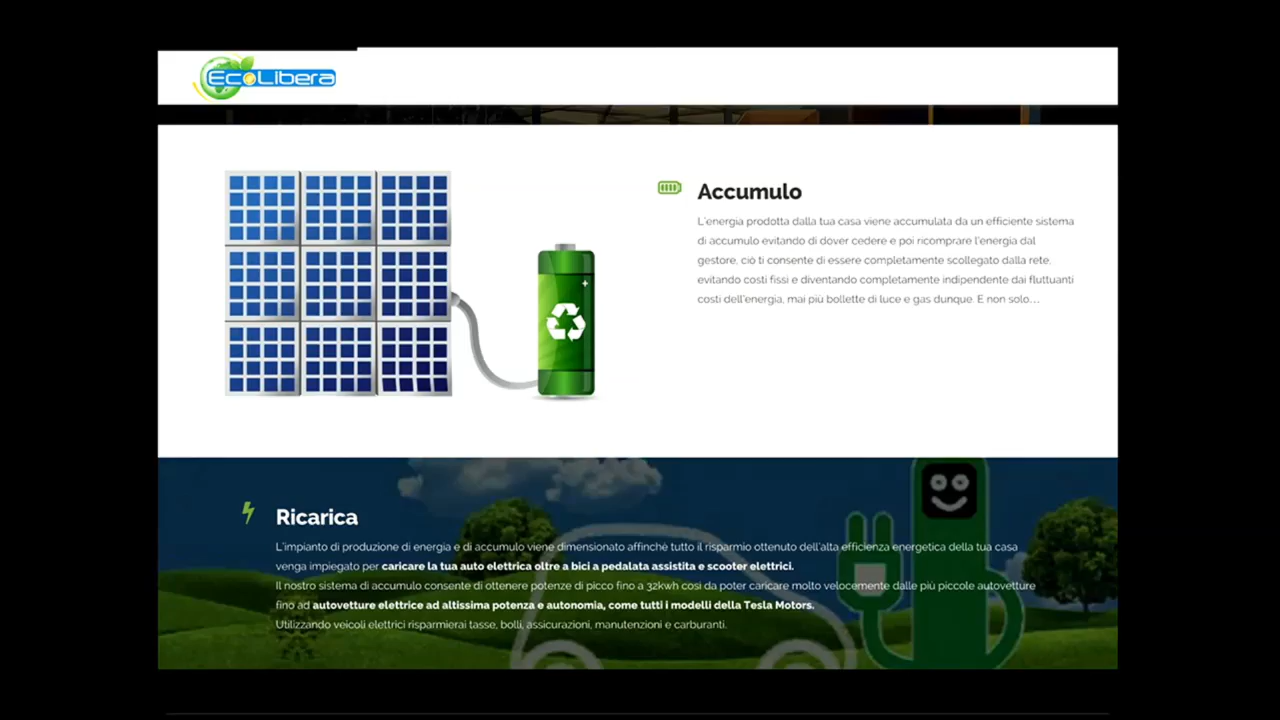 EcoLibera
Accumulo
L'energia prodotta dalla tua casa viene accumulata da un efficiente sistema
di accumulo evitando di dover cedere e poi ricomprare l'energia dal
gestore, ciò ti consente di essere completamente scollegato dalla rete,
evitando costi fissi e diventando completamente indipendente dai fluttuanti
costi dell'energia, mai più bollette di luce e gas dunque. E non solo...
Ricarica
L'impianto di produzione di energia e di accumulo viene dimensionato affinchè tutto il risparmio ottenuto dell'alta efficienza energetica della tua casa
venga impiegato per caricare la tua auto elettrica oltre a bici a pedalata assistita e scooter elettrici.
Il nostro sistema di accumulo consente di ottenere potenze di picco fino a 32kwh cosi da poter caricare molto velocemente dalle più piccole autovetture
fino ad autovetture elettriche ad altissima potenza e autonomia, come tutti i modelli della Tesla Motors.
Utilizzando veicoli elettrici risparmierai tasse, bolli, assicurazioni, manutenzioni e carburanti.